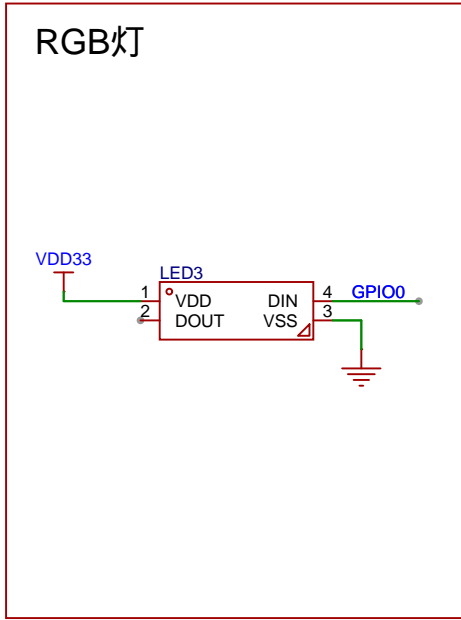 RGB灯
VDD33
LED3
1 VDD DIN 4 GPIO0
2 DOUT VSS 3